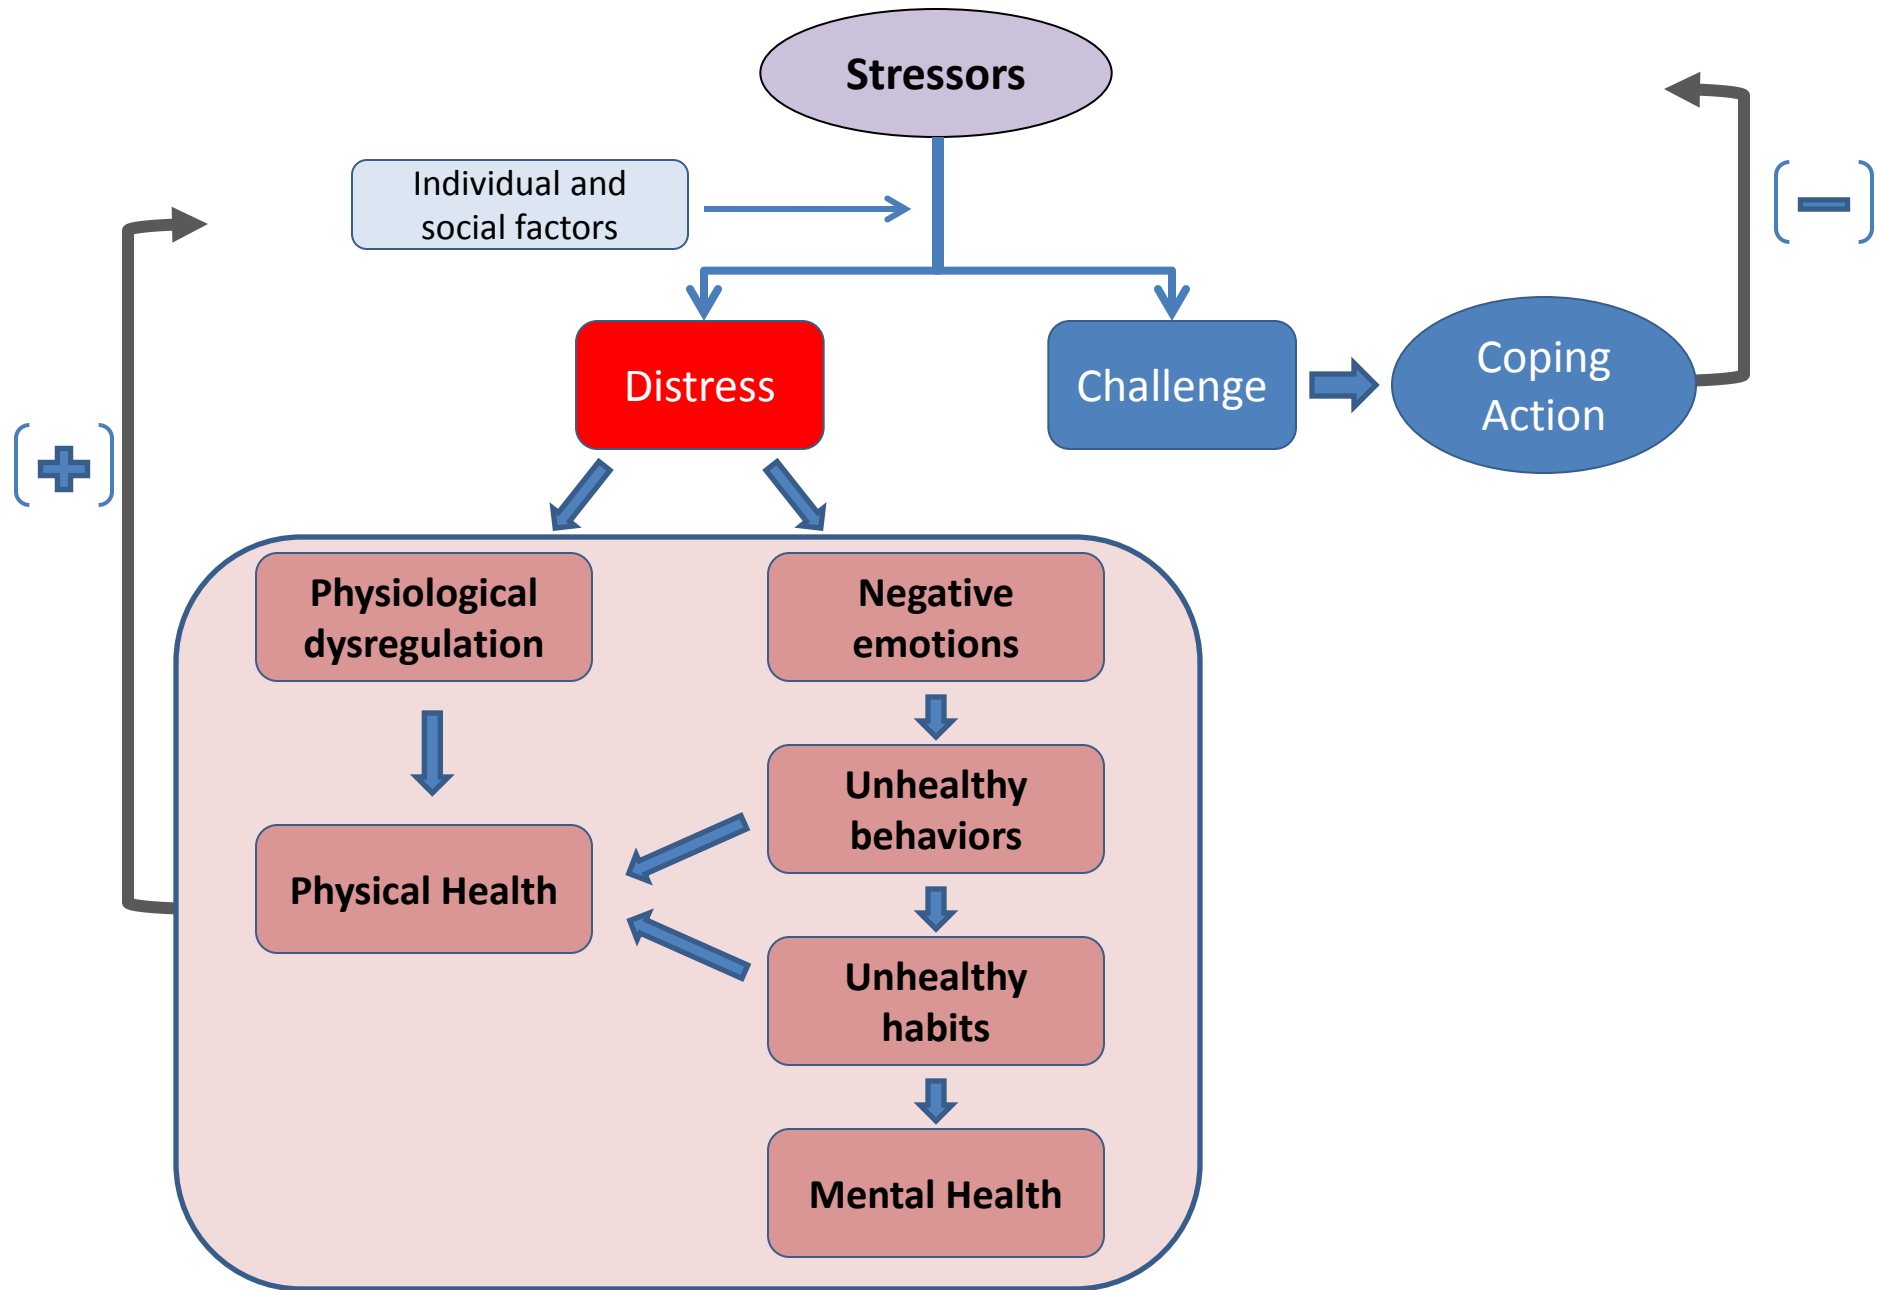 Stressors
Individual and
social factors
Distress
Challenge
Coping
Action
Physiological
dysregulation
Negative
emotions
Unhealthy
behaviors
Physical Health
Unhealthy
habits
Mental Health